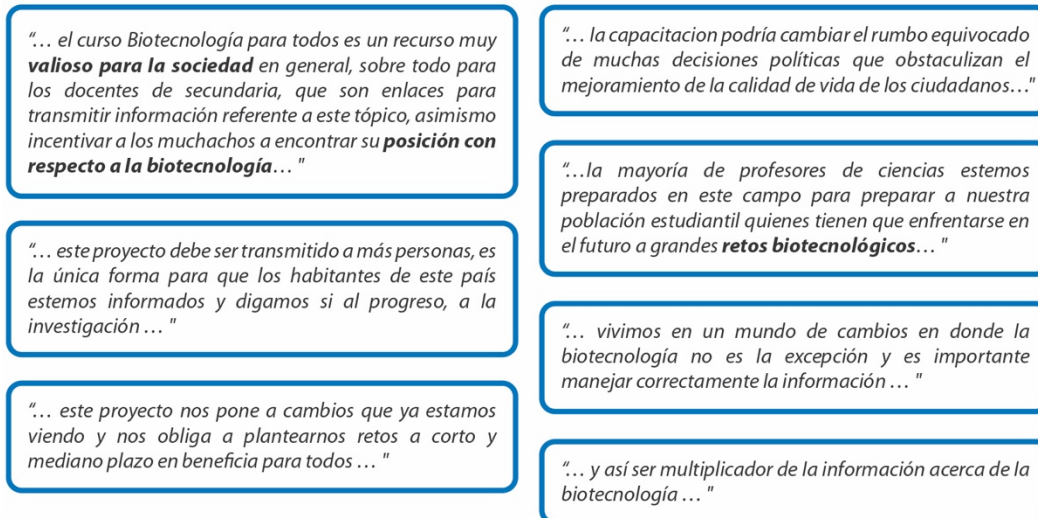 “… el curso Biotecnología para todos es un recurso muy
valioso para la sociedad en general, sobre todo para
los docentes de secundaria, que son enlaces para
transmitir información referente a este tópico, asimismo
incentivar a los muchachos a encontrar su posición con
respecto a la biotecnología… "
“… este proyecto debe ser transmitido a más personas, es
la única forma para que los habitantes de este país
estemos informados y digamos si al progreso, a la
investigación … "
“… este proyecto nos pone a cambios que ya estamos
viendo y nos obliga a plantearnos retos a corto y
mediano plazo en beneficia para todos … "
“… la capacitacion podría cambiar el rumbo equivocado
de muchas decisiones políticas que obstaculizan el
mejoramiento de la calidad de vida de los ciudadanos…"
“…la mayoría de profesores de ciencias estemos
preparados en este campo para preparar a nuestra
población estudiantil quienes tienen que enfrentarse en
el futuro a grandes retos biotecnológicos… "
“… vivimos en un mundo de cambios en donde la
biotecnología no es la excepción y es importante
manejar correctamente la información … "
“… y así ser multiplicador de la información acerca de la
biotecnología … "